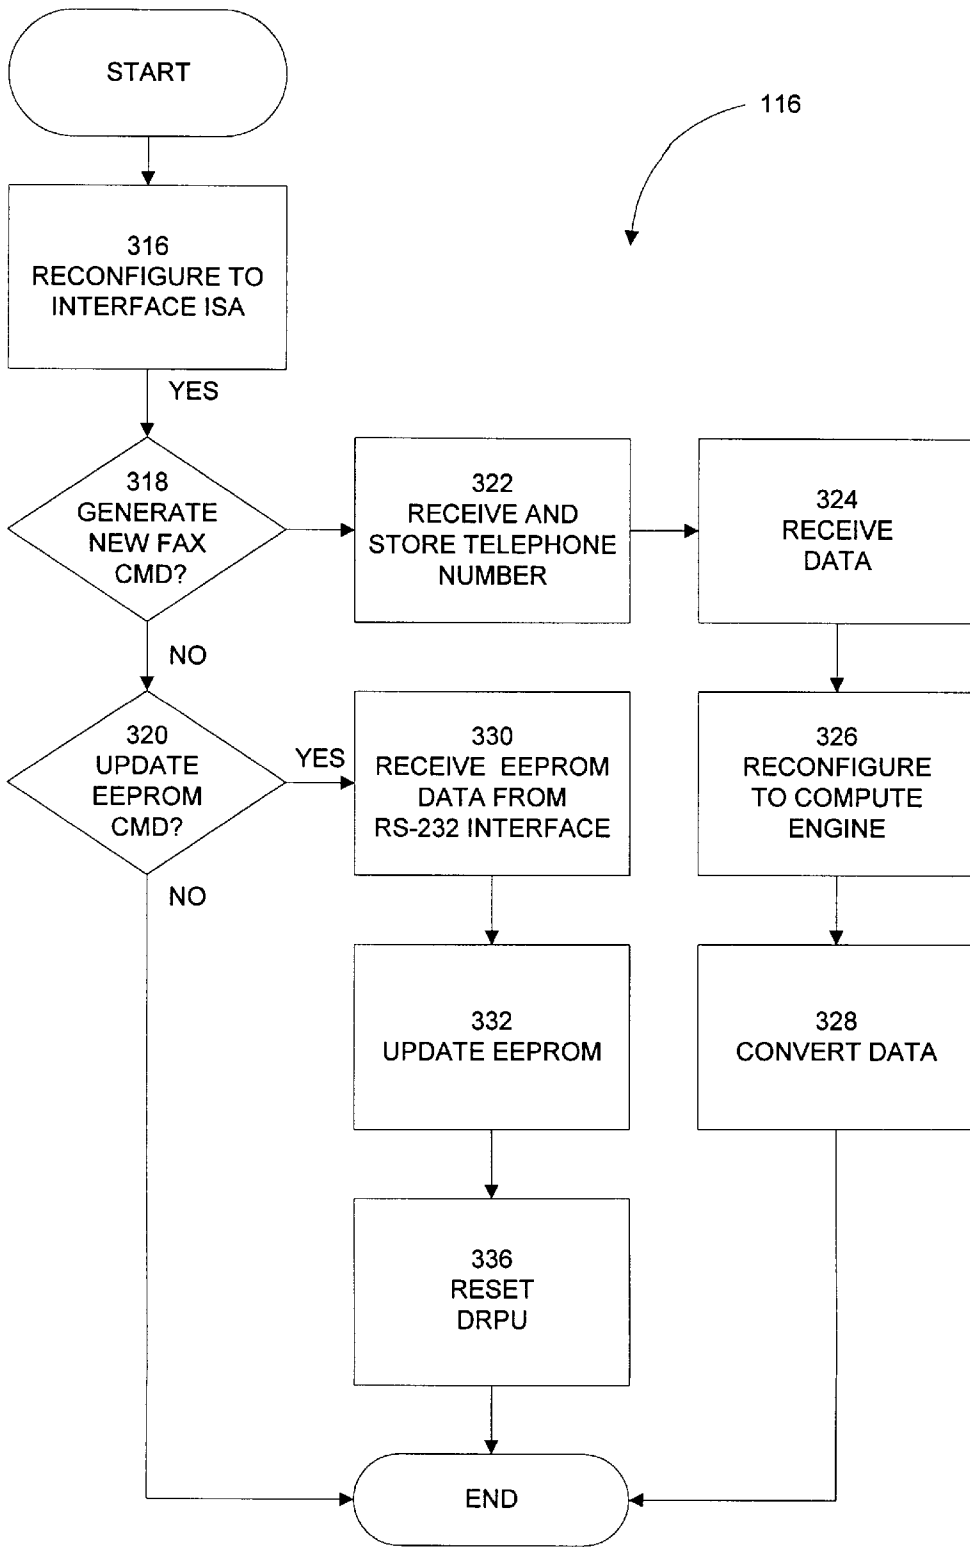 START
116
316
RECONFIGURE TO
INTERFACE ISA
YES
318
GENERATE
NEW FAX
CMD?
322
RECEIVE AND
STORE TELEPHONE
NUMBER
324
RECEIVE
DATA
NO
320
UPDATE
EEPROM
CMD?
YES
330
RECEIVE EEPROM
DATA FROM
RS-232 INTERFACE
326
RECONFIGURE
TO COMPUTE
ENGINE
NO
332
UPDATE EEPROM
328
CONVERT DATA
336
RESET
DRPU
END